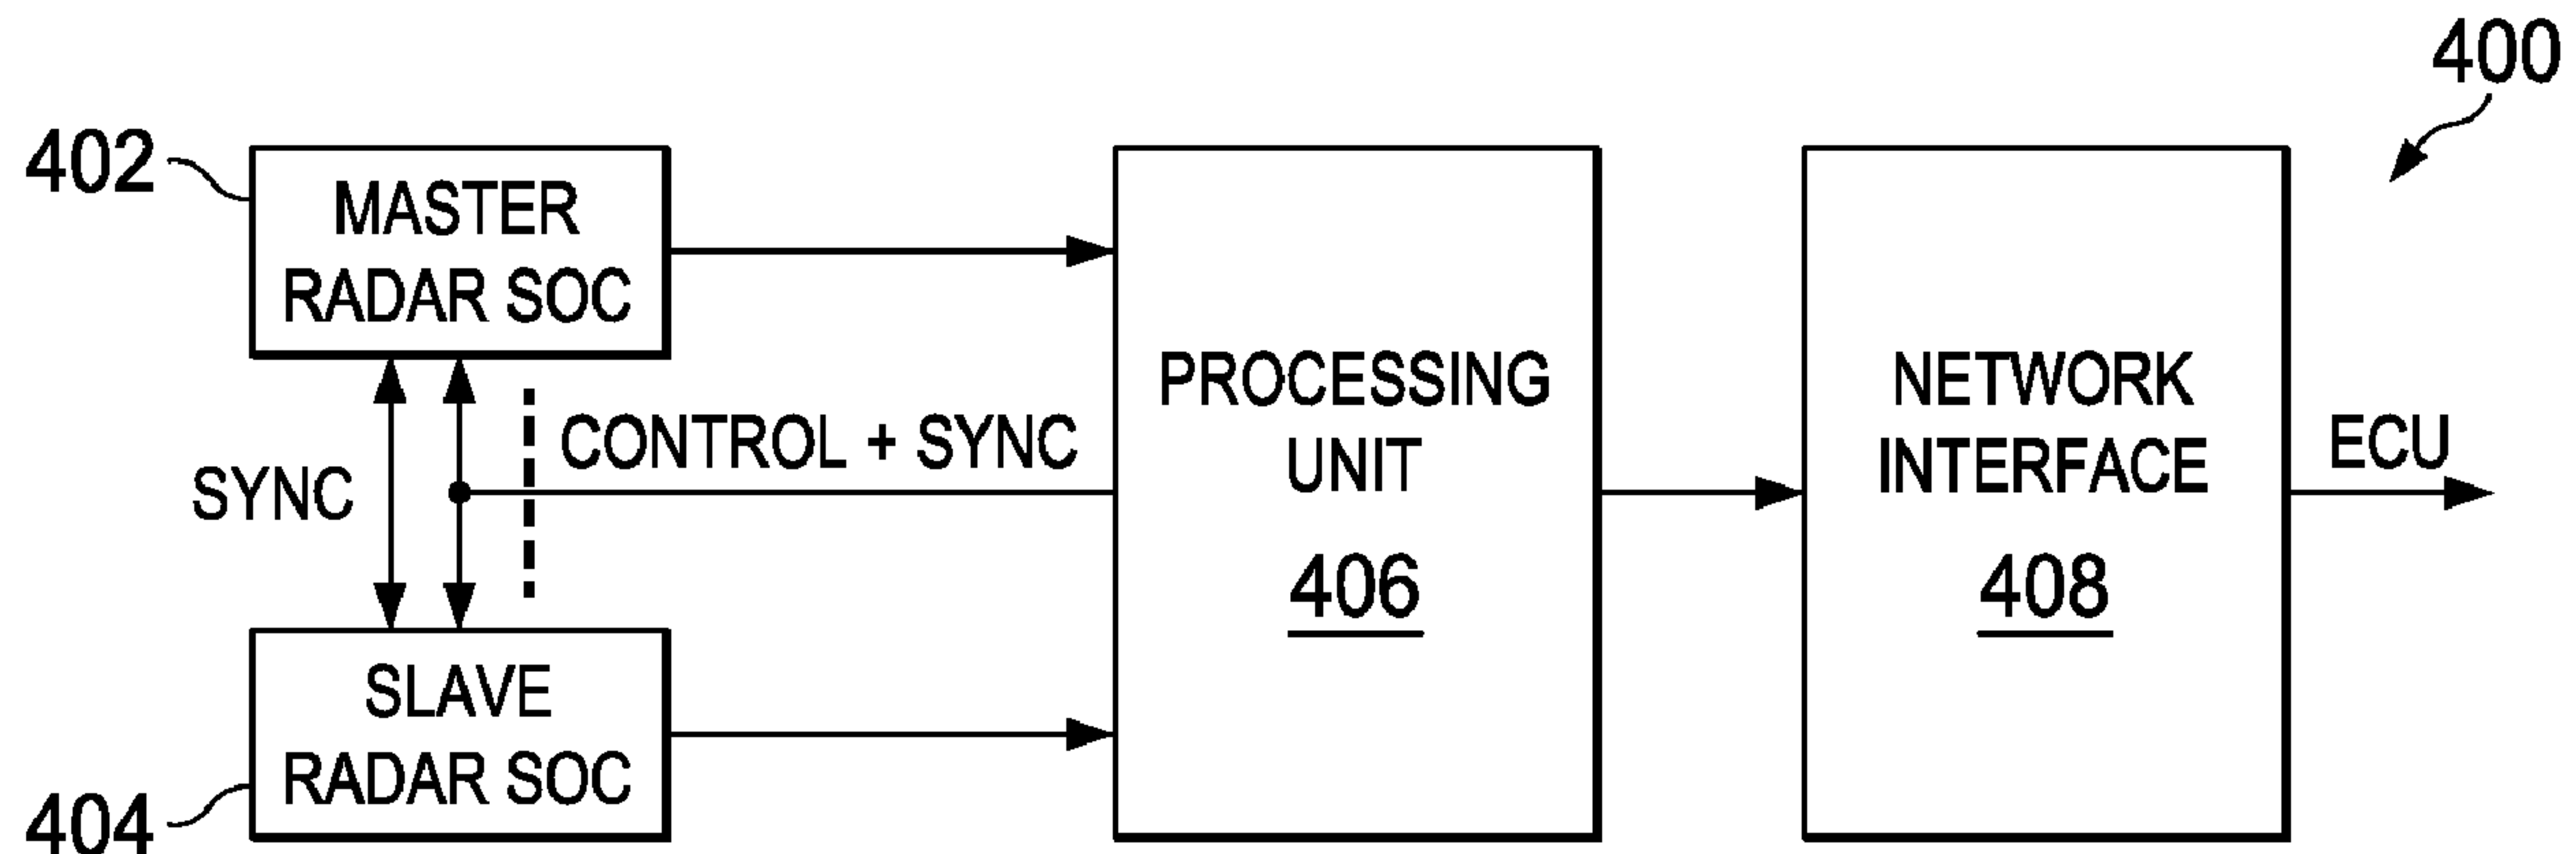 400
402
MASTER
RADAR SOC
SYNC
CONTROL + SYNC
SLAVE
RADAR SOC
404
PROCESSING
UNIT
406
NETWORK
INTERFACE
408
ECU